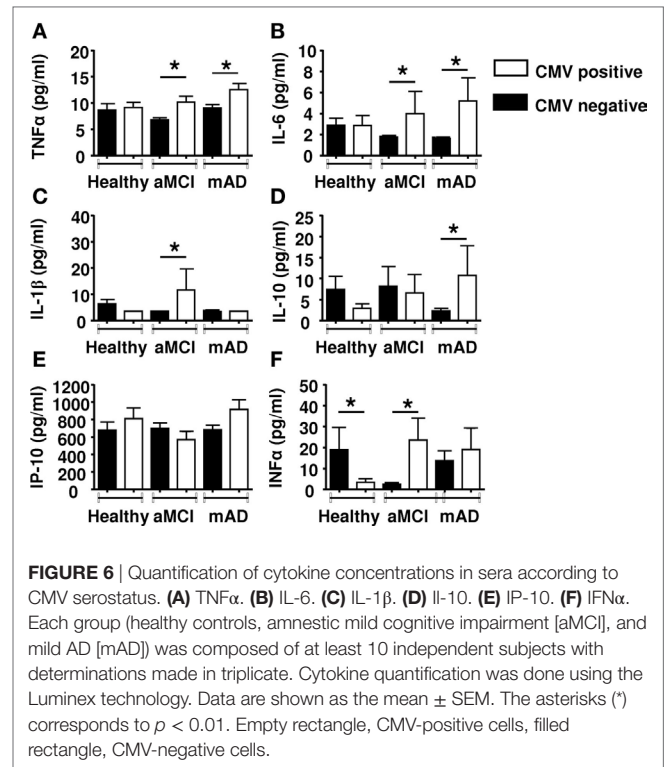 A
B
TNFα (pg/ml)
20
15
10
5
0
*
*
Healthy aMCI mAD
IL-6 (pg/ml)
10
8
6
4
2
0
*
*
Healthy aMCI mAD
CMV positive
CMV negative
C
D
IL-1β (pg/ml)
40
30
20
10
0
*
Healthy aMCI mAD
IL-10 (pg/ml)
25
20
15
10
5
0
*
Healthy aMCI mAD
E
F
IP-10 (pg/ml)
1200
1000
800
600
400
200
0
Healthy aMCI mAD
INFα (pg/ml)
50
40
30
20
10
0
*
*
Healthy aMCI mAD
FIGURE 6 | Quantification of cytokine concentrations in sera according to
CMV serostatus. (A) TNFα. (B) IL-6. (C) IL-1β. (D) Il-10. (E) IP-10. (F) IFNα.
Each group (healthy controls, amnestic mild cognitive impairment [aMCI], and
mild AD [mAD]) was composed of at least 10 independent subjects with
determinations made in triplicate. Cytokine quantification was done using the
Luminex technology. Data are shown as the mean ± SEM. The asterisks (*)
corresponds to p < 0.01. Empty rectangle, CMV-positive cells, filled
rectangle, CMV-negative cells.